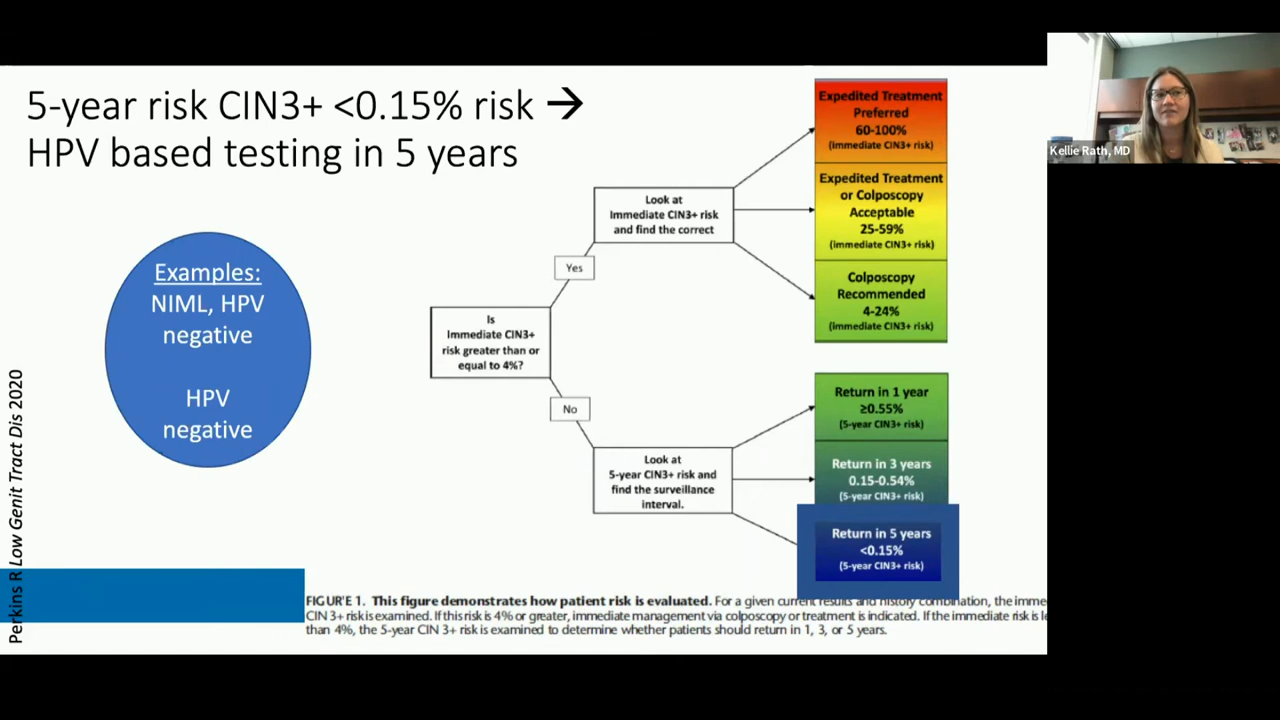 5-year risk CIN3+ <0.15% risk →
HPV based testing in 5 years
Examples:
NIML, HPV
negative
HPV
negative
Perkins R Low Genit Tract Dis 2020
Is
Immediate CIN3+
risk greater than or
equal to 4%?
Yes
No
Look at
Immediate CIN3+ risk
and find the correct
Look at
5-year CIN3+ risk and
find the surveillance
interval.
Expedited Treatment
Preferred
60-100%
(immediate CIN3+ risk)
Expedited Treatment
or Colposcopy
Acceptable
25-59%
(immediate CIN3+ risk)
Colposcopy
Recommended
4-24%
(immediate CIN3+ risk)
Return in 1 year
≥0.55%
(5-year CIN3+ risk)
Return in 3 years
0.15-0.54%
(5-year CIN3+ risk)
Return in 5 years
<0.15%
(5-year CIN3+ risk)
FIGURE 1. This figure demonstrates how patient risk is evaluated. For a given current results and history combination, the imme
CIN 3+ risk is examined. If this risk is 4% or greater, immediate management via colposcopy or treatment is indicated. If the immediate risk is le
than 4%, the 5-year CIN 3+ risk is examined to determine whether patients should return in 1, 3, or 5 years.
Kellie Rath, MD